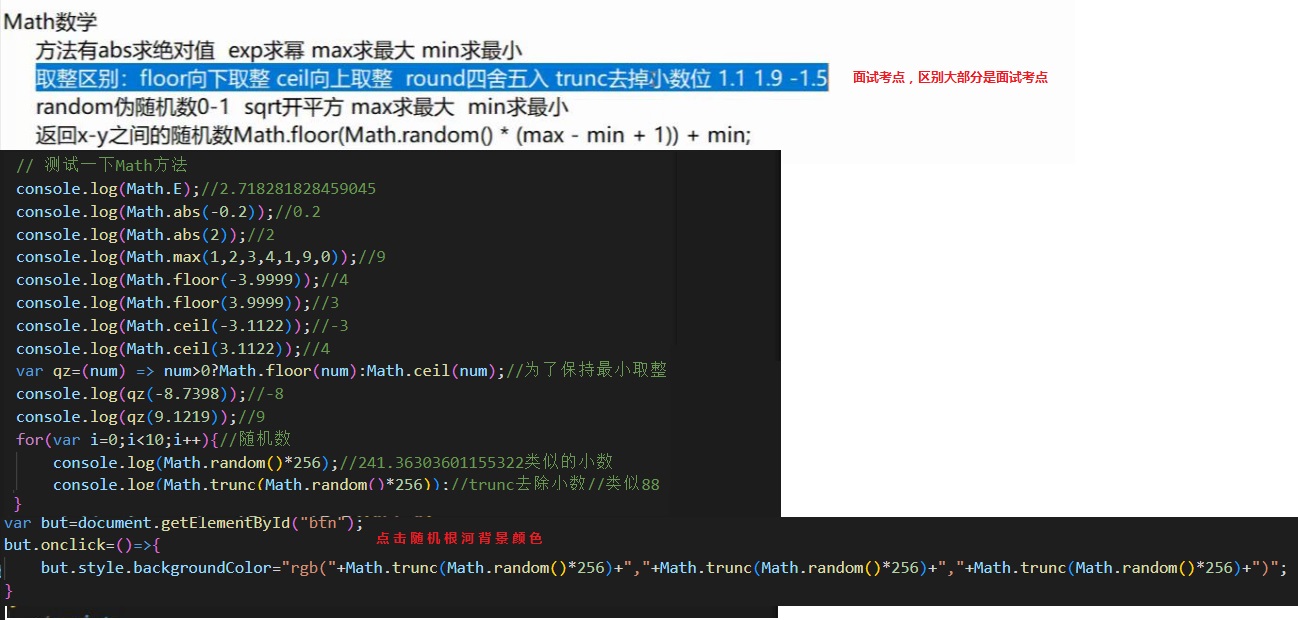 Math数学
方法有abs求绝对值 exp求幂 max求最大 min求最小
取整区别：floor向下取整 ceil向上取整 round四舍五入 trunc去掉小数位 1.1 1.9 -1.5
面试考点，区别大部分是面试考点
random伪随机数0-1 sqrt开平方 max求最大 min求最小
返回x-y之间的随机数Math.floor(Math.random() * (max - min + 1)) + min;
// 测试一下Math方法
console.log(Math.E);//2.718281828459045
console.log(Math.abs(-0.2));//0.2
console.log(Math.abs(2));//2
console.log(Math.max(1,2,3,4,1,9,0));//9
console.log(Math.floor(-3.9999));//4
console.log(Math.floor(3.9999));//3
console.log(Math.ceil(-3.1122));//-3
console.log(Math.ceil(3.1122));//4
var qz=(num) => num>0?Math.floor(num):Math.ceil(num);//为了保持最小取整
console.log(qz(-8.7398));//-8
console.log(qz(9.1219));//9
for(var i=0;i<10;i++){//随机数
console.log(Math.random()*256);//241.36303601155322类似的小数
console.log(Math.trunc(Math.random()*256));//trunc去除小数//类似88
}
var but=document.getElementById("btn");
点击随机根河背景颜色
but.onclick=()=>{
but.style.backgroundColor="rgb("+Math.trunc(Math.random()*256)+","+Math.trunc(Math.random()*256)+","+Math.trunc(Math.random()*256)+")";
}